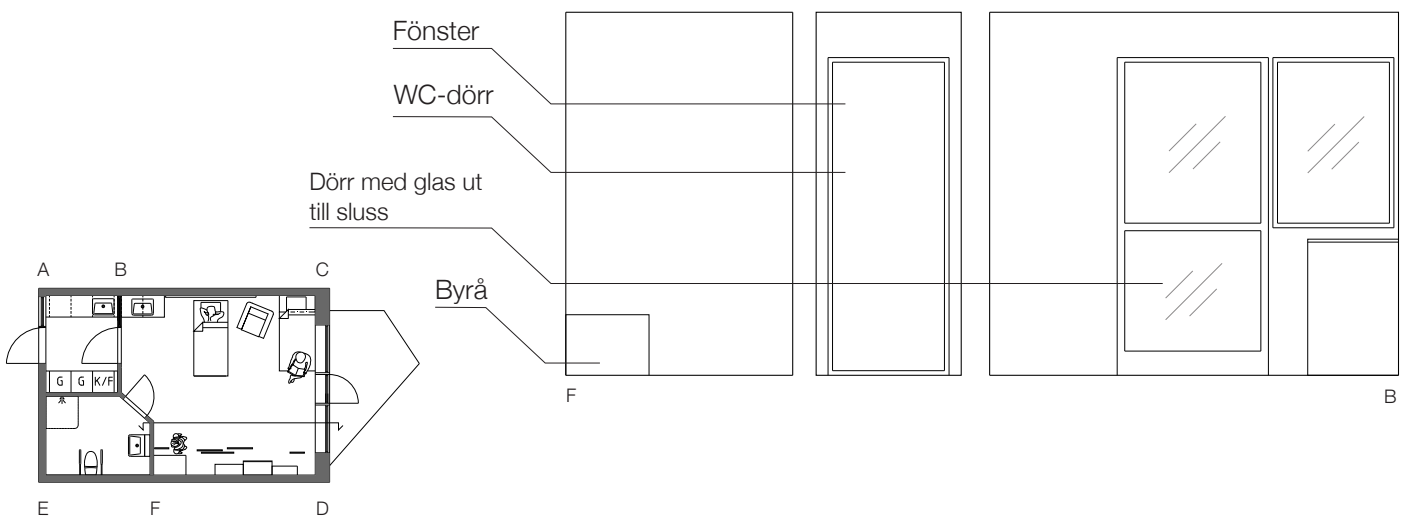 Fönster
WC-dörr
Dörr med glas ut
till sluss
Byrå
A B C
G G K/F
E F D
F B